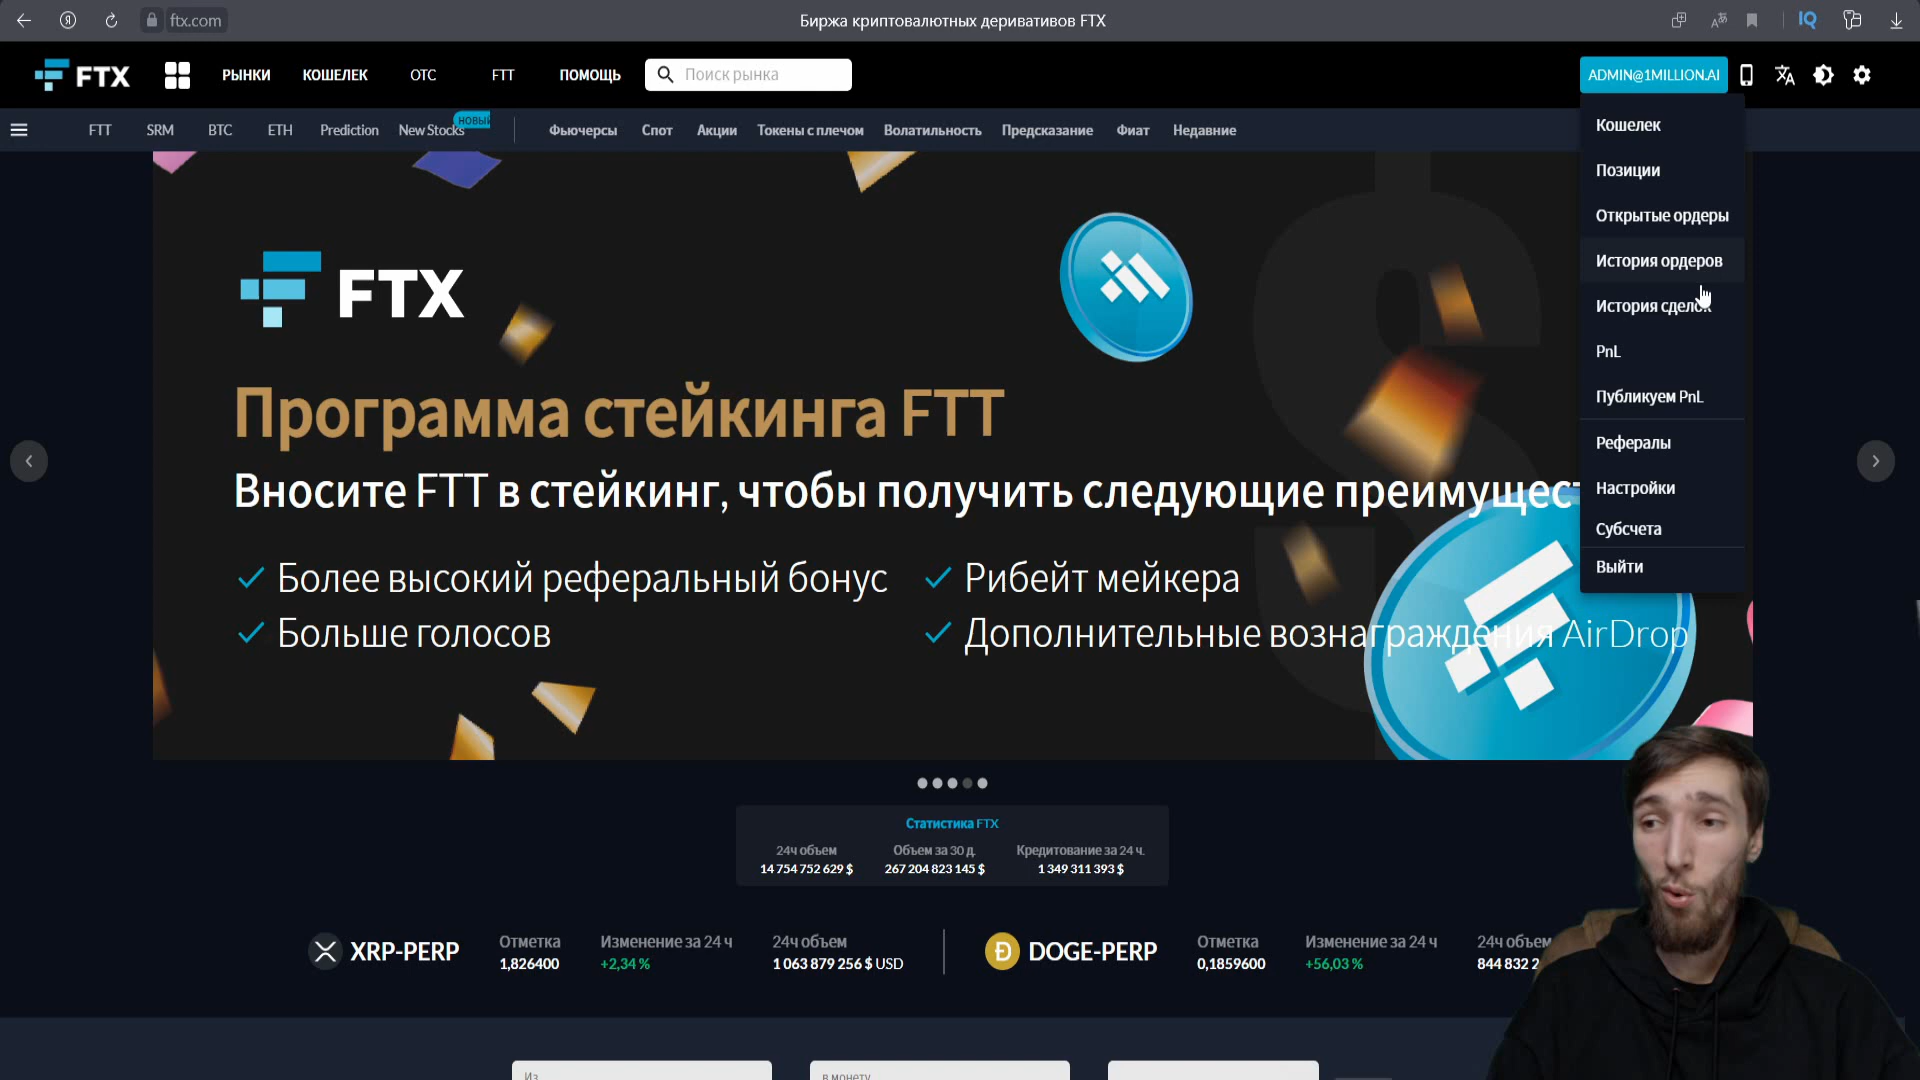 ftx.com
Биржа криптовалютных деривативов FTX
IQ
FTX
РЫНКИ
КОШЕЛЕК
OTC
FTT
ПОМОЩЬ
Поиск рынка
ADMIN@1MILLION.AI
FTT
SRM
BTC
ETH
Prediction
New Stocks
Фьючерсы
Спот
Акции
Токены с плечом
Волатильность
Предсказание
Фиат
Недавние
Кошелек
Позиции
Открытые ордеры
История ордеров
История сделок
PnL
Публикуем PnL
Рефералы
Настройки
Субсчета
Выйти
FTX
Программа стейкинга FTT
Вносите FTT в стейкинг, чтобы получить следующие
Более высокий реферальный бонус
Рибейт мейкера
Больше голосов
Дополнительные вознаграждения AirDrop
Статистика FTX
24ч объем
Объем за 30 д.
Кредитование за 24 ч.
14 754 752 629 $
267 204 823 145 $
1 349 311 393 $
XRP-PERP
Отметка
Изменение за 24 ч
24ч объем
1,826400
+2,34 %
1 063 879 256 $ USD
DOGE-PERP
Отметка
Изменение за 24 ч
24ч объем
0,1859600
+56,03 %
844 832 2
Из
в монету